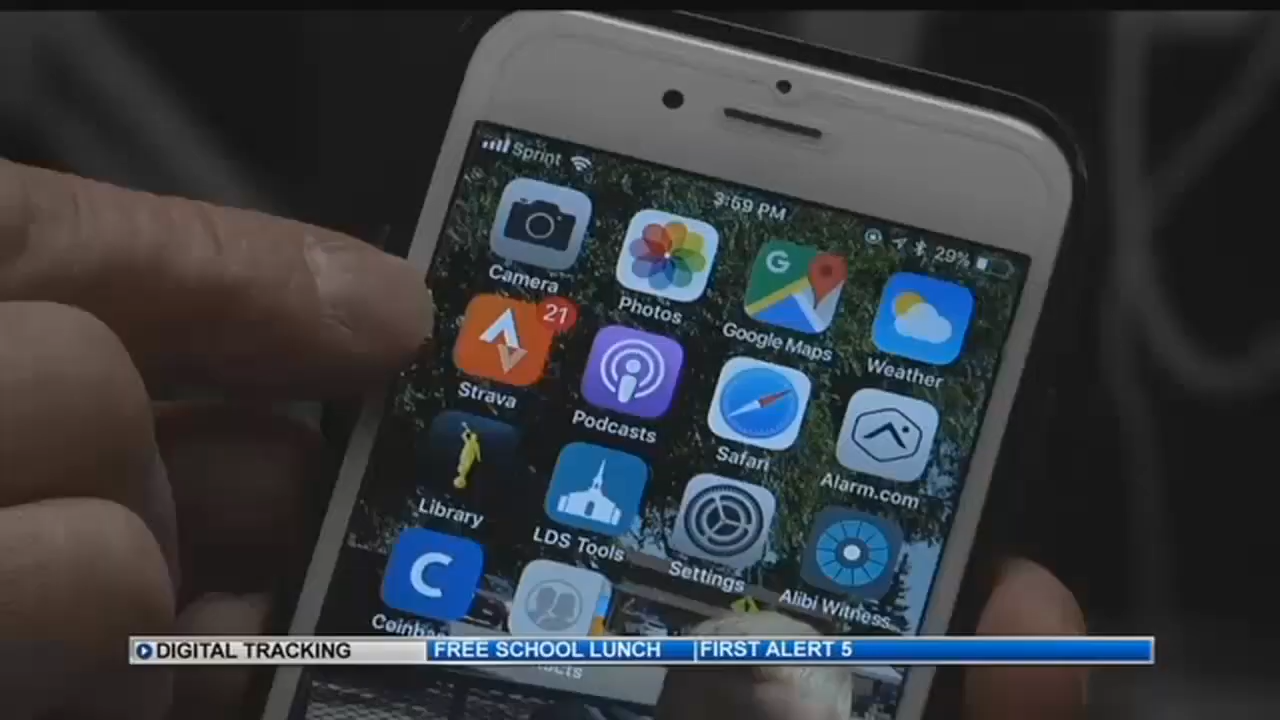 Sprint
3:59 PM
29%
Camera
Photos
G
Google Maps
Weather
21
Strava
Podcasts
Safari
Alarm.com
Library
LDS Tools
Settings
Alibi Witness
C
DIGITAL TRACKING
FREE SCHOOL LUNCH
FIRST ALERT 5